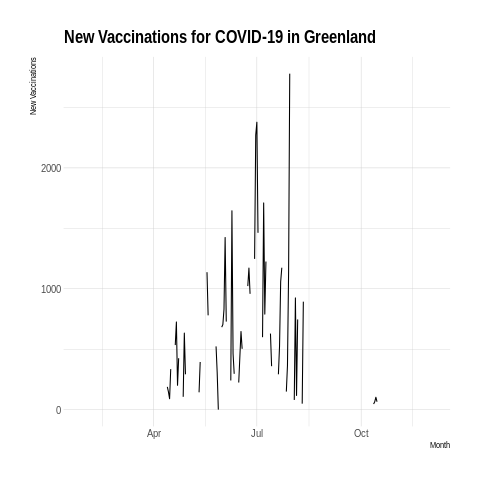 New Vaccinations for COVID-19 in Greenland
New Vaccinations
2000
1000
0
Apr Jul Oct
Month